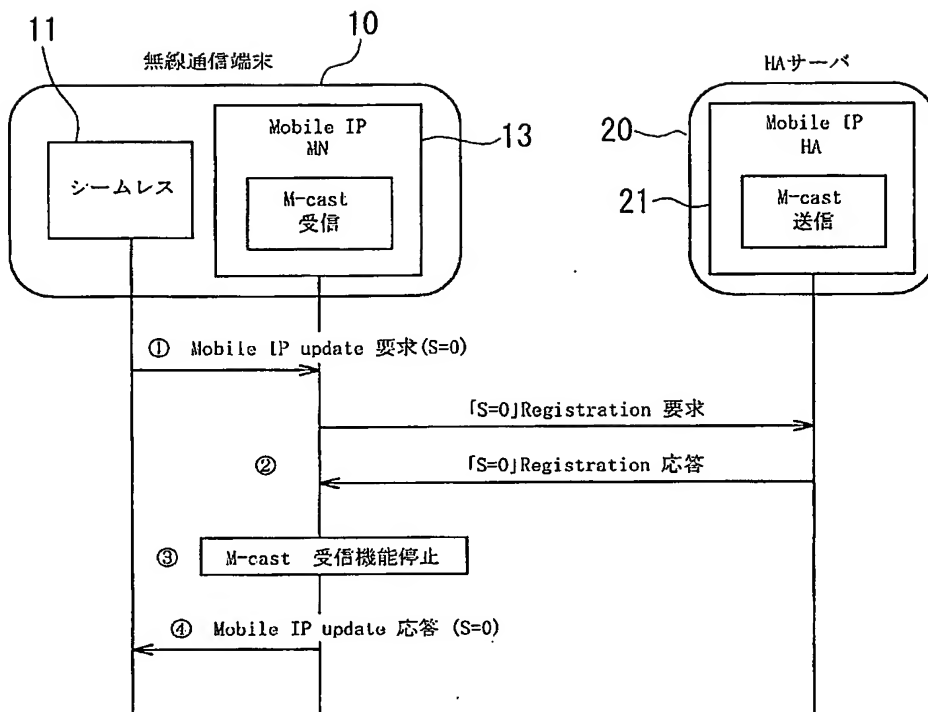 11
無線通信端末
10
HAサーバ
シームレス
Mobile IP
MN
13
M-cast
受信
20
Mobile IP
HA
21
M-cast
送信
① Mobile IP update 要求(S=0)
「S=0」Registration 要求
②
「S=0」Registration 応答
③
M-cast 受信機能停止
④ Mobile IP update 応答 (S=0)